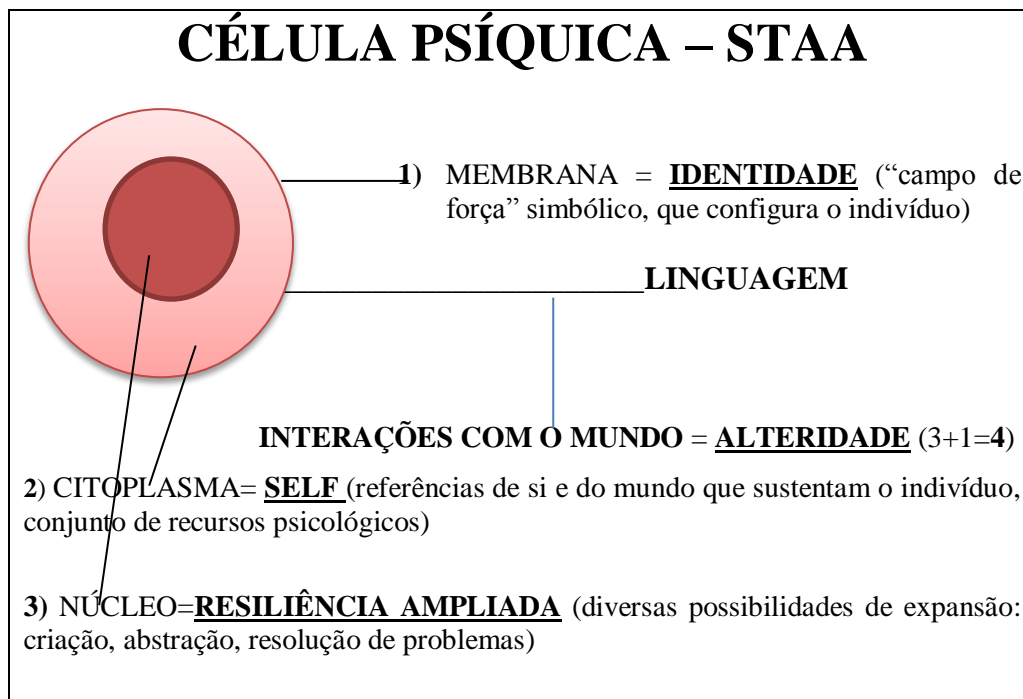 CÉLULA PSÍQUICA – STAA
1) MEMBRANA = IDENTIDADE (“campo de
força” simbólico, que configura o indivíduo)
_______________________LINGUAGEM
INTERAÇÕES COM O MUNDO = ALTERIDADE (3+1=4)
2) CITOPLASMA= SELF (referências de si e do mundo que sustentam o indivíduo,
conjunto de recursos psicológicos)
3) NÚCLEO=RESILIÊNCIA AMPLIADA (diversas possibilidades de expansão:
criação, abstração, resolução de problemas)